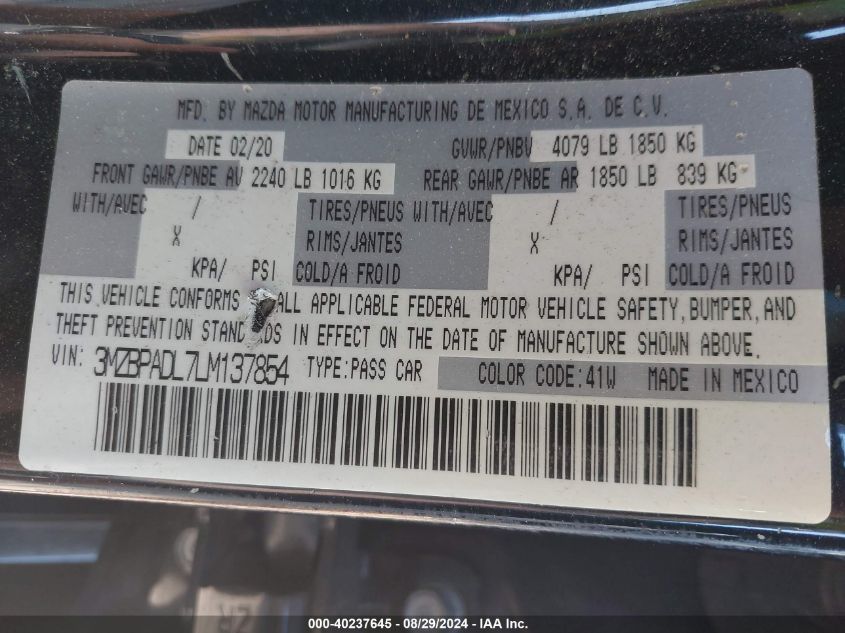 MFD. BY MAZDA MOTOR MANUFACTURING DE MEXICO S.A. DE C.V.
DATE 02/20 GVWR/PNBV 4079 LB 1850 KG
FRONT GAWR/PNBE AV 2240 LB 1016 KG REAR GAWR/PNBE AR 1850 LB 839 KG
WITH/AVEC / TIRES/PNEUS WITH/AVEC / TIRES/PNEUS
X RIMS/JANTES X RIMS/JANTES
KPA/ PSI COLD/A FROID KPA/ PSI COLD/A FROID
THIS VEHICLE CONFORMS ALL APPLICABLE FEDERAL MOTOR VEHICLE SAFETY, BUMPER, AND
THEFT PREVENTION IN EFFECT ON THE DATE OF MANUFACTURE SHOWN ABOVE.
VIN: 3MZBPADL7LM137854 TYPE:PASS CAR COLOR CODE:41W MADE IN MEXICO
000-40237645 - 08/29/2024 - IAA Inc.